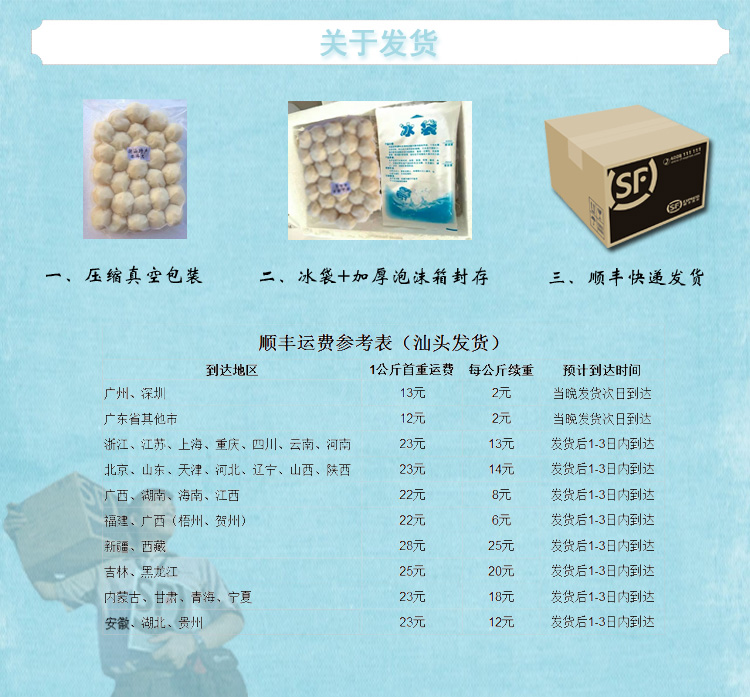 关于发货
冰袋
SF
4008 111 111
SF
一、压缩真空包装
二、冰袋+加厚泡沫箱封存
三、顺丰快递发货
顺丰运费参考表（汕头发货）
到达地区 1公斤首重运费 每公斤续重 预计到达时间
广州、深圳 13元 2元 当晚发货次日到达
广东省其他市 12元 2元 当晚发货次日到达
浙江、江苏、上海、重庆、四川、云南、河南 23元 13元 发货后1-3日内到达
北京、山东、天津、河北、辽宁、山西、陕西 23元 14元 发货后1-3日内到达
广西、湖南、海南、江西 22元 8元 发货后1-3日内到达
福建、广西（梧州、贺州） 22元 6元 发货后1-3日内到达
新疆、西藏 28元 25元 发货后1-3日内到达
吉林、黑龙江 25元 20元 发货后1-3日内到达
内蒙古、甘肃、青海、宁夏 23元 18元 发货后1-3日内到达
安徽、湖北、贵州 23元 12元 发货后1-3日内到达